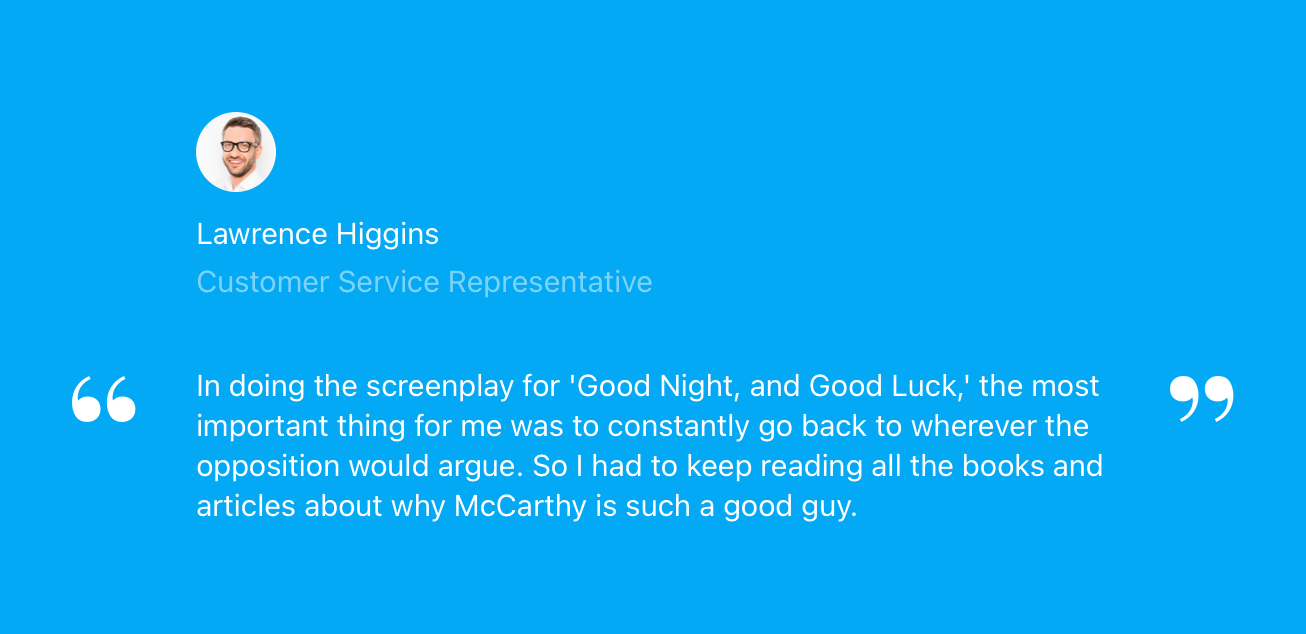 Lawrence Higgins
Customer Service Representative
“ In doing the screenplay for 'Good Night, and Good Luck,' the most ”
important thing for me was to constantly go back to wherever the
opposition would argue. So I had to keep reading all the books and
articles about why McCarthy is such a good guy.